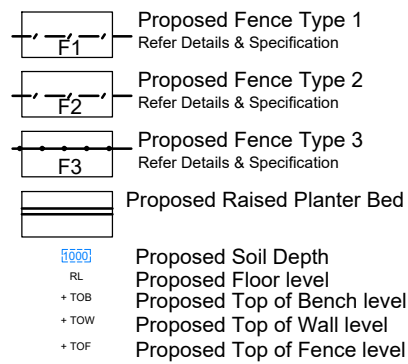 Proposed Fence Type 1
F1 Refer Details & Specification
Proposed Fence Type 2
F2 Refer Details & Specification
Proposed Fence Type 3
F3 Refer Details & Specification
Proposed Raised Planter Bed
1000 Proposed Soil Depth
RL Proposed Floor level
+ TOB Proposed Top of Bench level
+ TOW Proposed Top of Wall level
+ TOF Proposed Top of Fence level